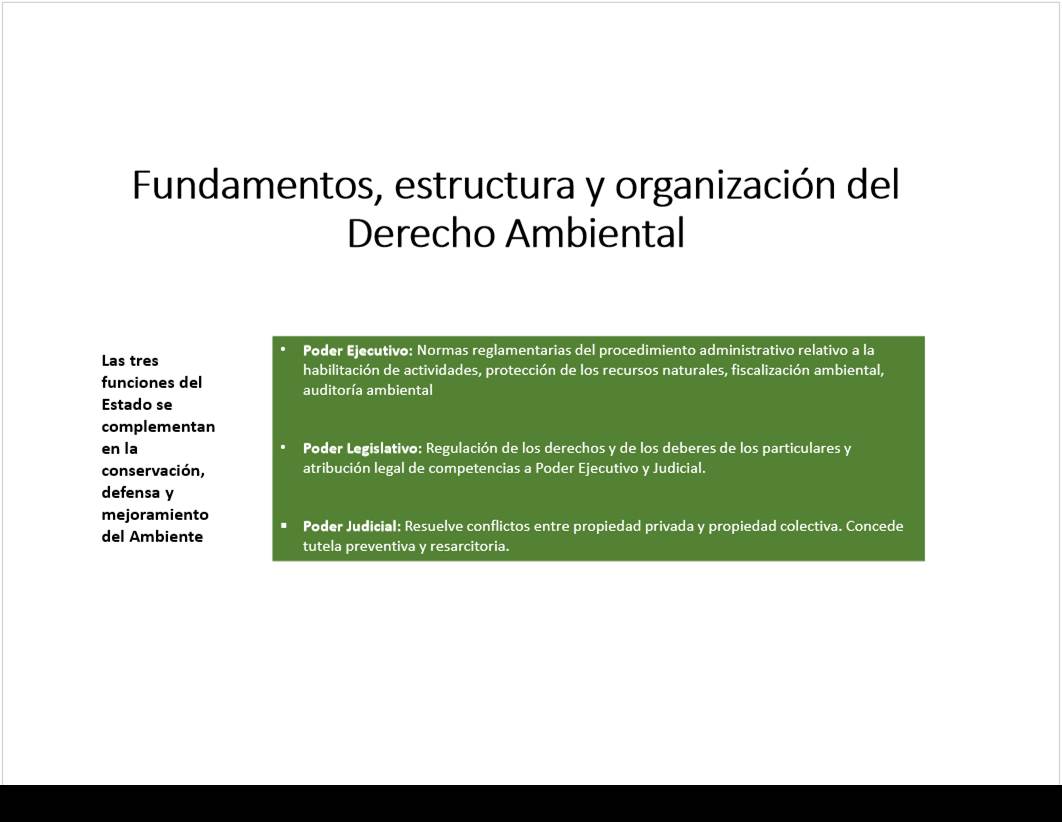 Fundamentos, estructura y organización del
Derecho Ambiental
Las tres
funciones del
Estado se
complementan
en la
conservación,
defensa y
mejoramiento
del Ambiente
• Poder Ejecutivo: Normas reglamentarias del procedimiento administrativo relativo a la
habilitación de actividades, protección de los recursos naturales, fiscalización ambiental,
auditoría ambiental
• Poder Legislativo: Regulación de los derechos y de los deberes de los particulares y
atribución legal de competencias a Poder Ejecutivo y Judicial.
▪ Poder Judicial: Resuelve conflictos entre propiedad privada y propiedad colectiva. Concede
tutela preventiva y resarcitoria.